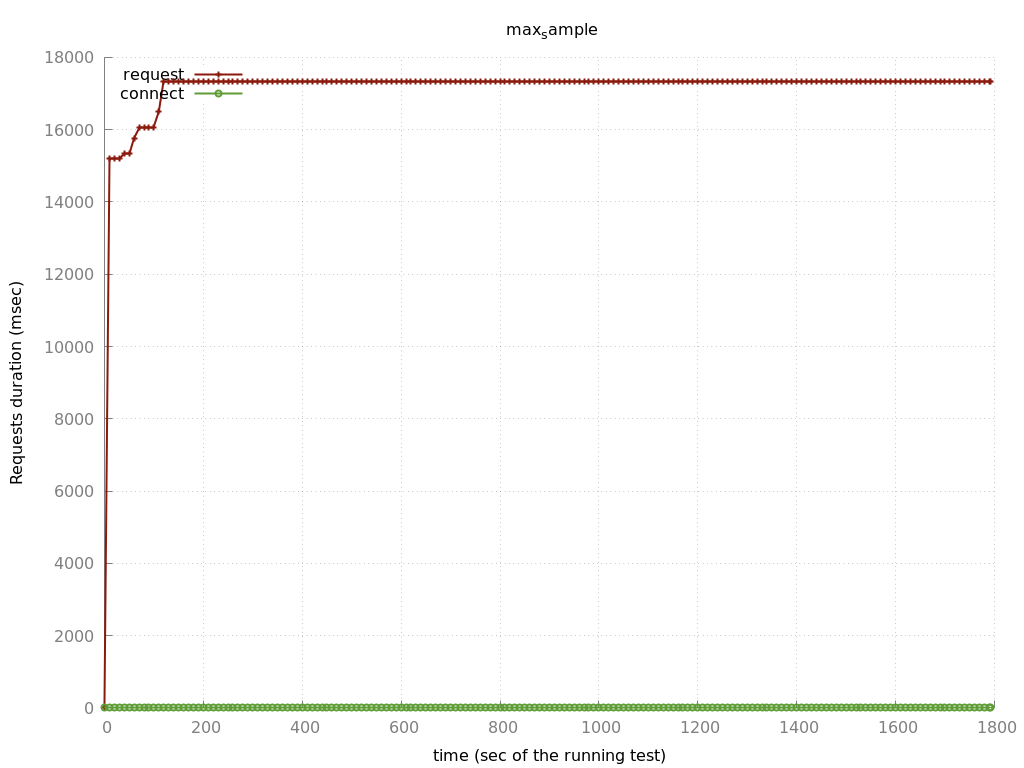 max_sample
18000
request
connect
16000
14000
12000
10000
8000
6000
4000
2000
0
Requests duration (msec)
0 200 400 600 800 1000 1200 1400 1600 1800
time (sec of the running test)